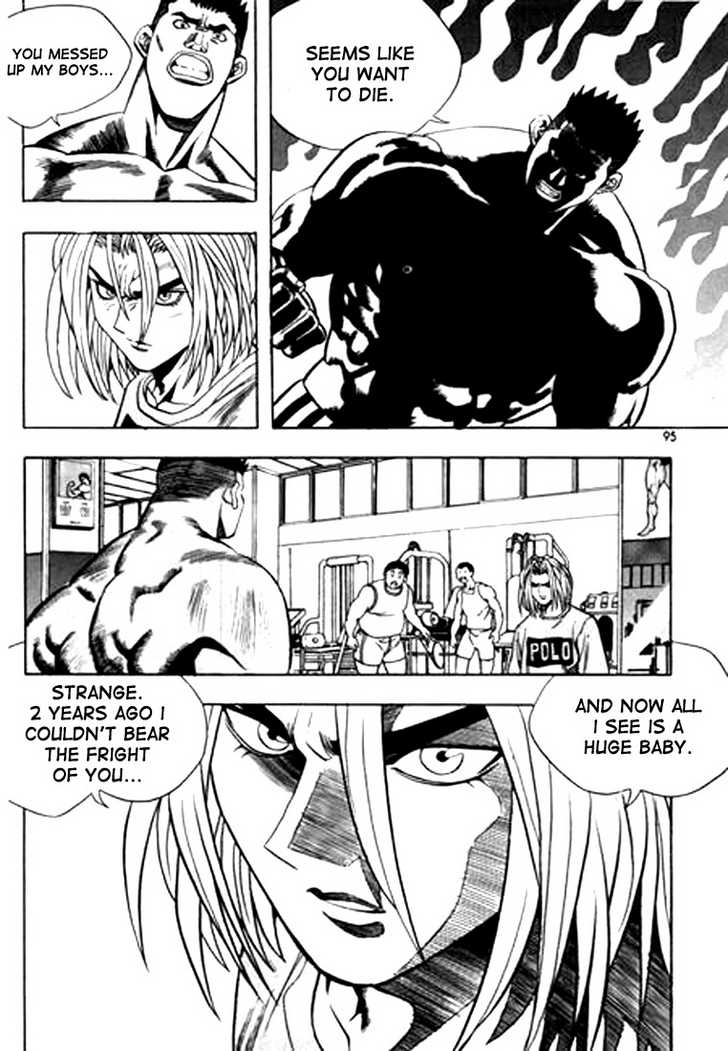 YOU MESSED
UP MY BOYS...
SEEMS LIKE
YOU WANT
TO DIE.
95
POLO
STRANGE.
2 YEARS AGO I
COULDN'T BEAR
THE FRIGHT
OF YOU...
AND NOW ALL
I SEE IS A
HUGE BABY.